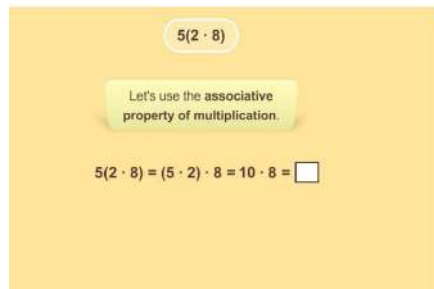 5(2 · 8)
Let's use the associative
property of multiplication.
5(2 · 8) = (5 · 2) · 8 = 10 · 8 =